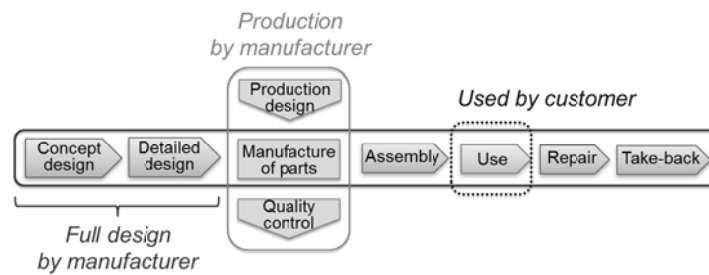 Production
by manufacturer
Production
design
Used by customer
Concept
design
Detailed
design
Manufacture
of parts
Assembly
Use
Repair
Take-back
Quality
control
Full design
by manufacturer